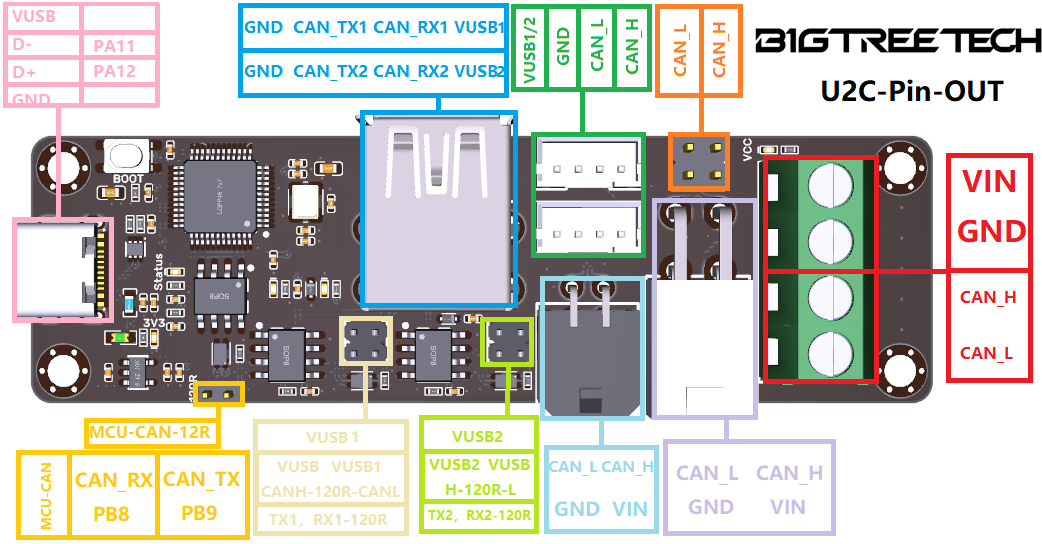 VUSB
D- PA11
D+ PA12
GND
GND CAN_TX1 CAN_RX1 VUSB1
GND CAN_TX2 CAN_RX2 VUSB2
VUSB1/2
GND
CAN_L
CAN_H
CAN_L
CAN_H
BIGTREETECH
U2C-Pin-OUT
BOOT
LQFP48 7x7
VCC
VIN
GND
CAN_H
CAN_L
Status
SOP8
3V3
SOP8
SOP8
120R
MCU-CAN-12R
MCU-CAN
CAN_RX
PB8
CAN_TX
PB9
VUSB1
VUSB VUSB1
CANH-120R-CANL
TX1, RX1-120R
VUSB2
VUSB2 VUSB
H-120R-L
TX2, RX2-120R
CAN_L CAN_H
GND VIN
CAN_L CAN_H
GND VIN